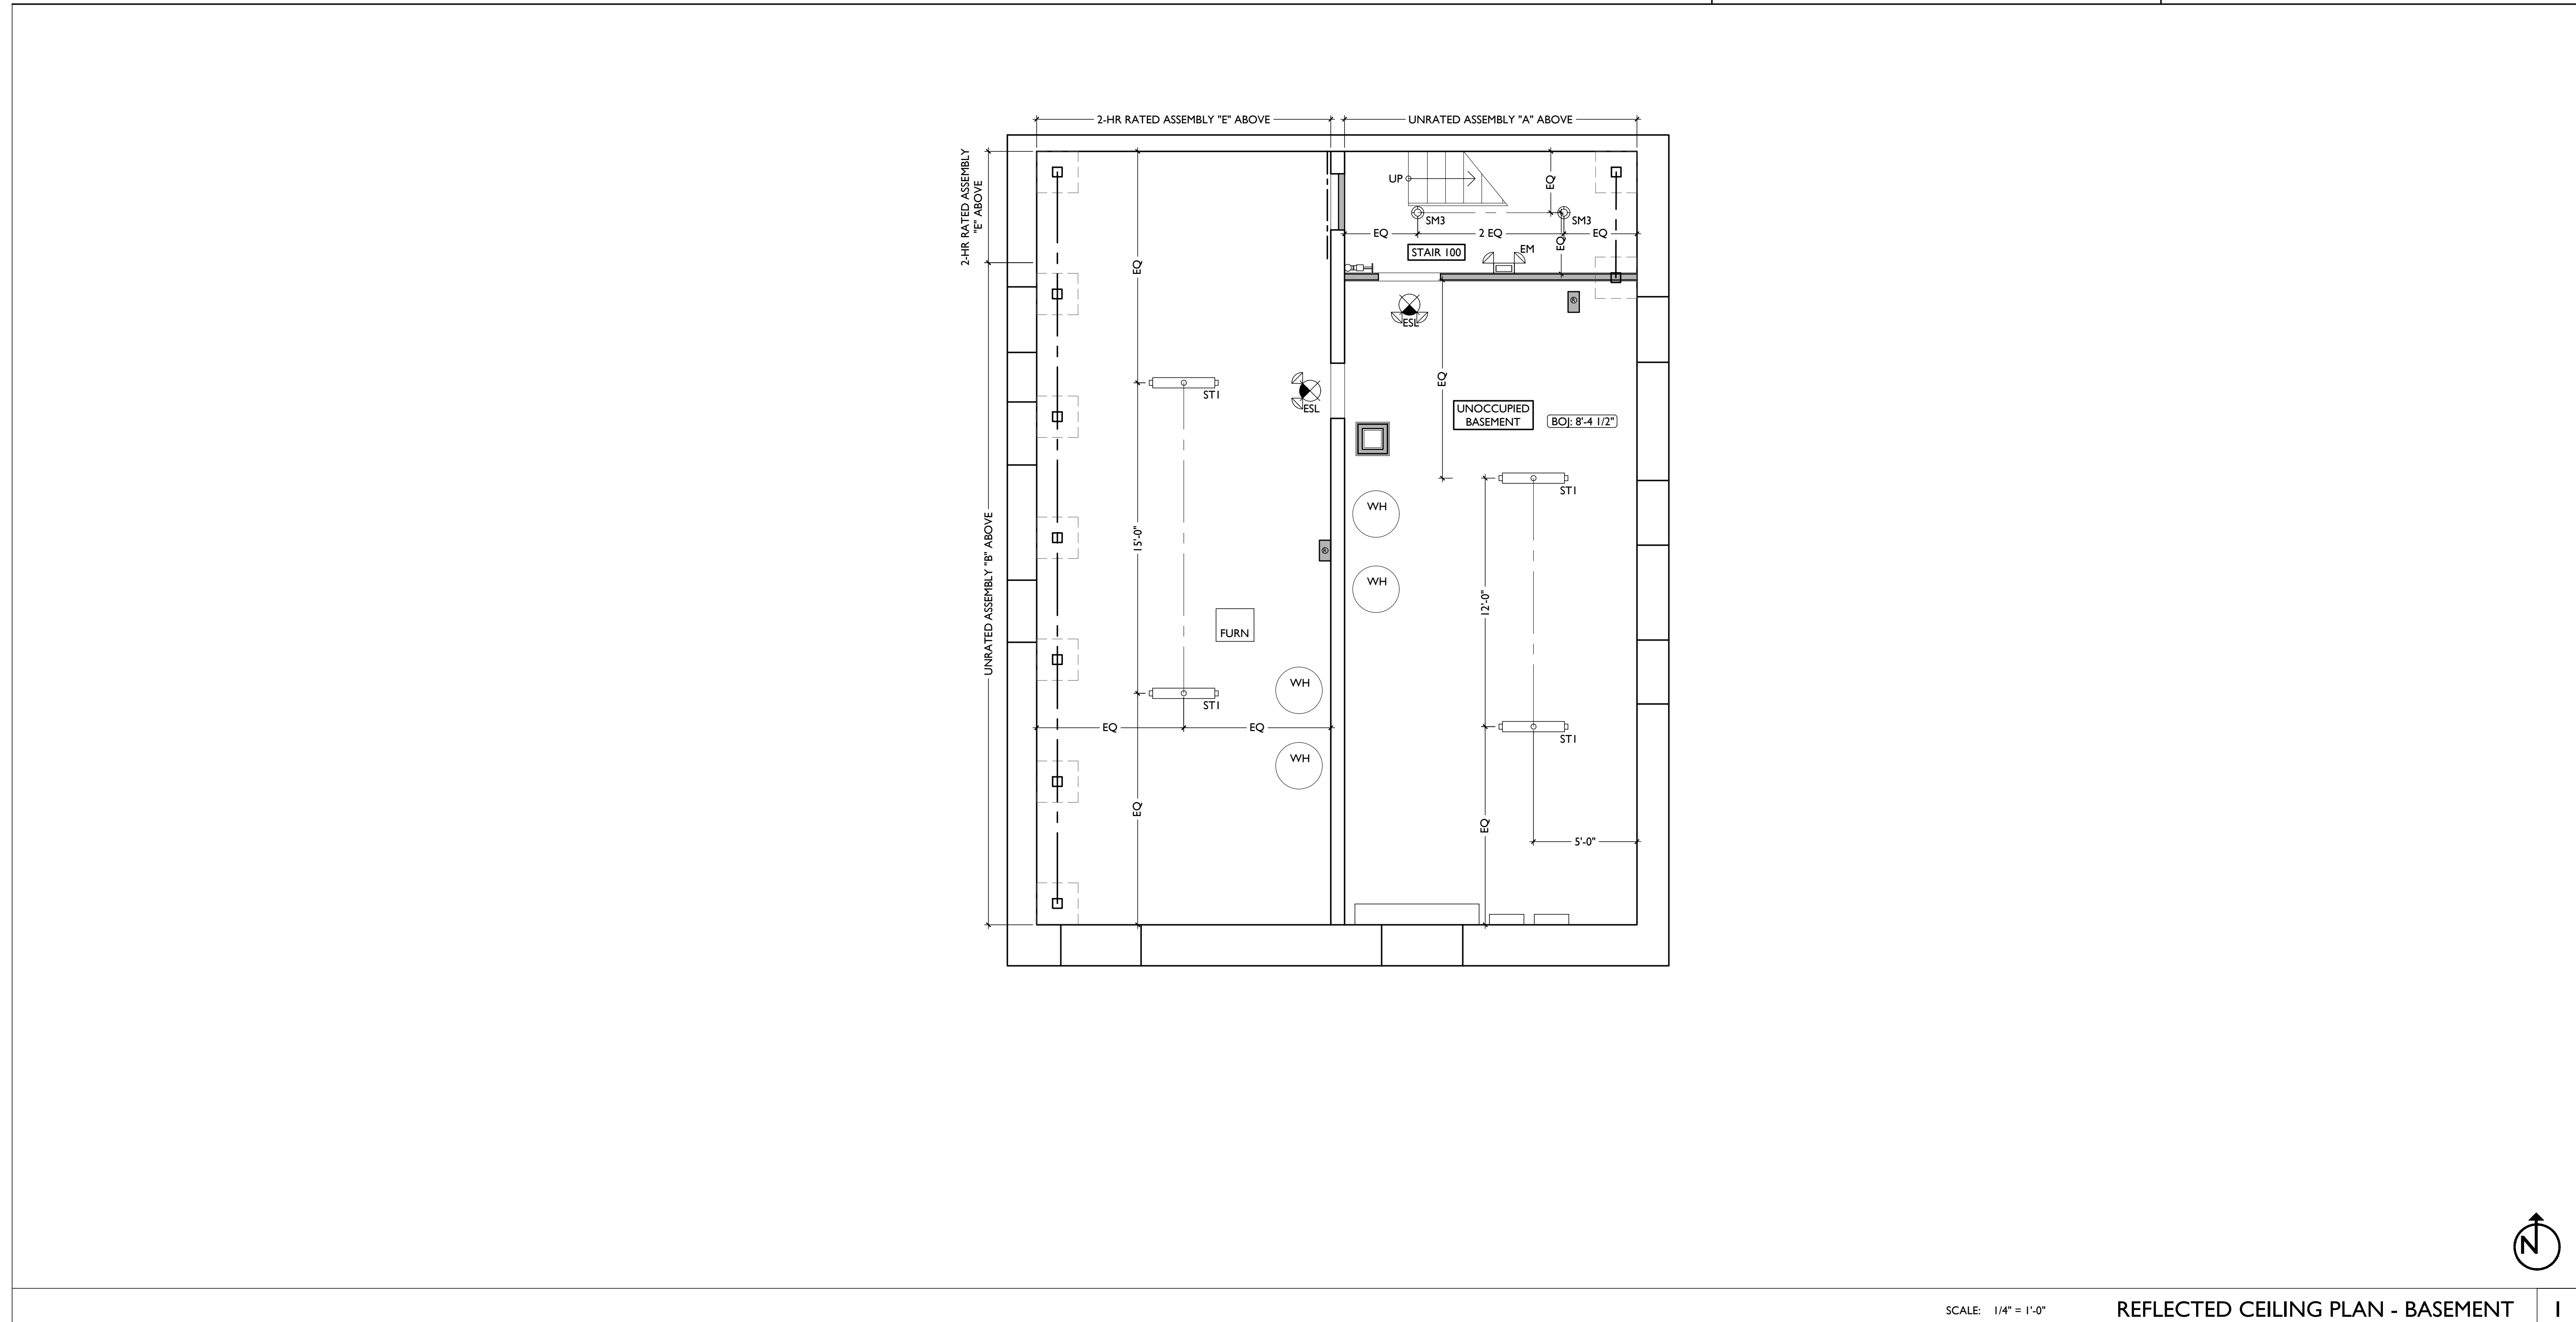 2-HR RATED ASSEMBLY "E" ABOVE
UNRATED ASSEMBLY "A" ABOVE
2-HR RATED ASSEMBLY
"E" ABOVE
UP
EQ
SM3
SM3
EQ
2 EQ
EQ
EQ
STAIR 100
EM
EQ
ESL
EQ
ST1
ESL
UNOCCUPIED
BASEMENT
BOJ: 8'-4 1/2"
ST1
WH
15'-0"
UNRATED ASSEMBLY "B" ABOVE
WH
12'-0"
FURN
WH
ST1
EQ
EQ
ST1
WH
EQ
EQ
5'-0"
N
SCALE: 1/4" = 1'-0"
REFLECTED CEILING PLAN - BASEMENT
1